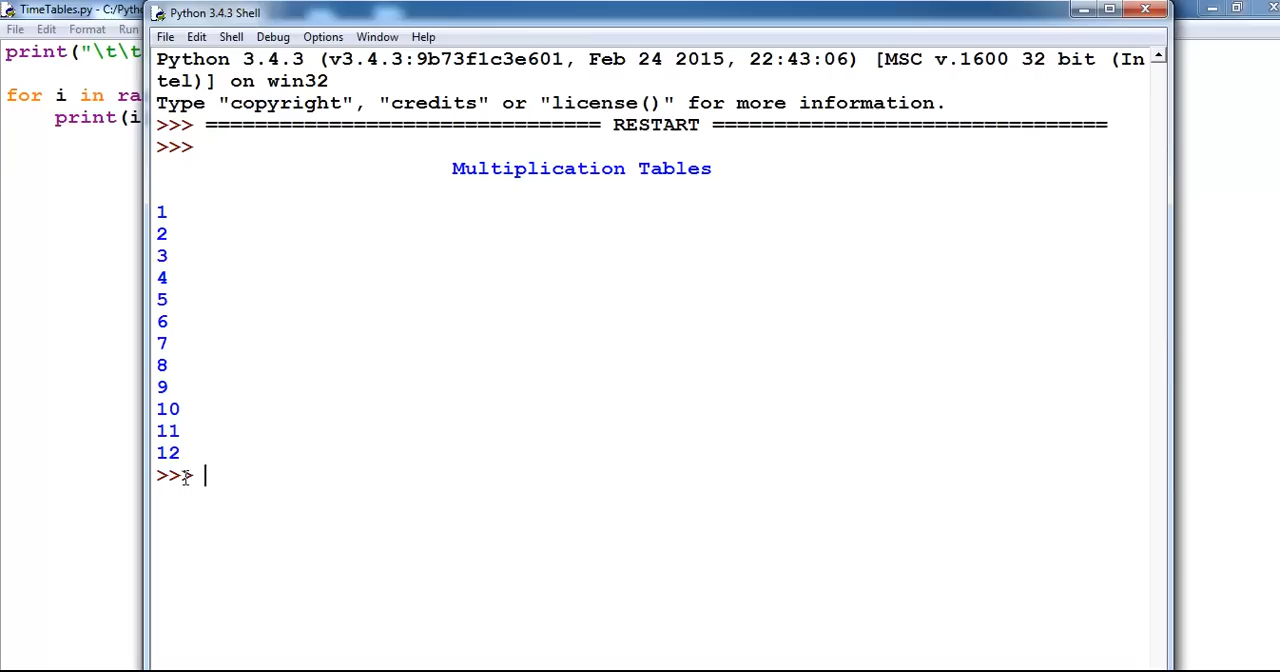 TimeTables.py - C:/Pyth
File Edit Format Run
print("\t\t
for i in ra
print(i
Python 3.4.3 Shell
File Edit Shell Debug Options Window Help
Python 3.4.3 (v3.4.3:9b73f1c3e601, Feb 24 2015, 22:43:06) [MSC v.1600 32 bit (In
tel)] on win32
Type "copyright", "credits" or "license()" for more information.
>>> ================================ RESTART ================================
>>>
Multiplication Tables
1
2
3
4
5
6
7
8
9
10
11
12
>>>